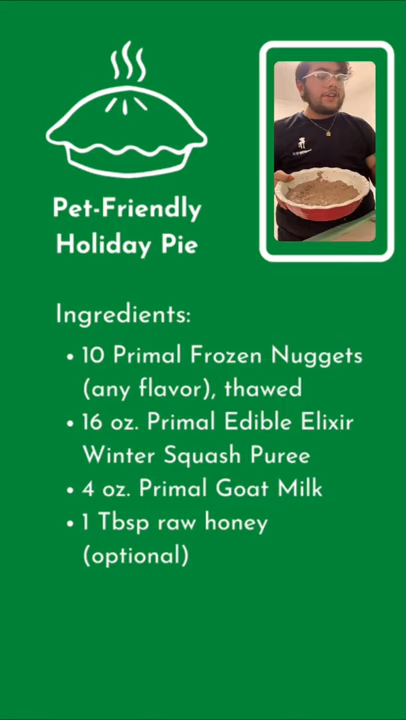 Pet-Friendly
Holiday Pie
Ingredients:
• 10 Primal Frozen Nuggets
(any flavor), thawed
• 16 oz. Primal Edible Elixir
Winter Squash Puree
• 4 oz. Primal Goat Milk
• 1 Tbsp raw honey
(optional)